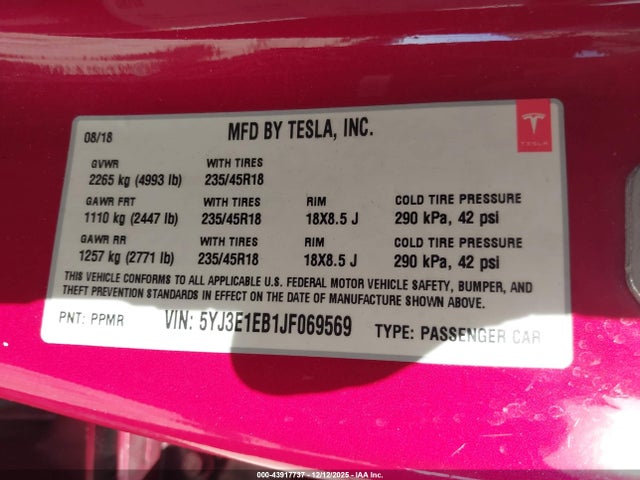 08/18 MFD BY TESLA, INC.
TESLA
GVWR WITH TIRES
2265 kg (4993 lb) 235/45R18
GAWR FRT WITH TIRES RIM COLD TIRE PRESSURE
1110 kg (2447 lb) 235/45R18 18X8.5 J 290 kPa, 42 psi
GAWR RR WITH TIRES RIM COLD TIRE PRESSURE
1257 kg (2771 lb) 235/45R18 18X8.5 J 290 kPa, 42 psi
THIS VEHICLE CONFORMS TO ALL APPLICABLE U.S. FEDERAL MOTOR VEHICLE SAFETY, BUMPER, AND
THEFT PREVENTION STANDARDS IN EFFECT ON THE DATE OF MANUFACTURE SHOWN ABOVE.
PNT: PPMR VIN: 5YJ3E1EB1JF069569 TYPE: PASSENGER CAR
00-43917737 - 12/12/2025 - IAAI.com